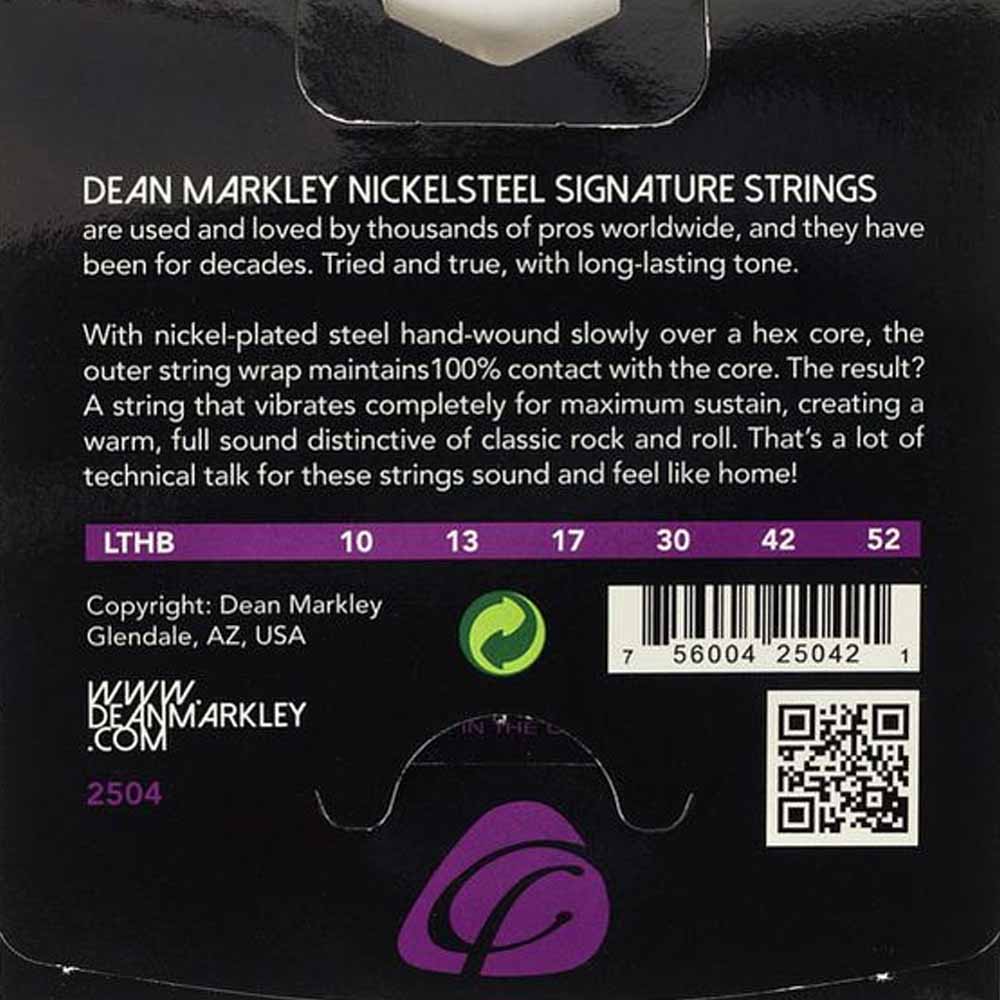 DEAN MARKLEY NICKELSTEEL SIGNATURE STRINGS
are used and loved by thousands of pros worldwide, and they have
been for decades. Tried and true, with long-lasting tone.
With nickel-plated steel hand-wound slowly over a hex core, the
outer string wrap maintains100% contact with the core. The result?
A string that vibrates completely for maximum sustain, creating a
warm, full sound distinctive of classic rock and roll. That's a lot of
technical talk for these strings sound and feel like home!
LTHB 10 13 17 30 42 52
Copyright: Dean Markley
Glendale, AZ, USA
7 56004 25042 1
WWW.
DEANMARKLEY
.COM
IN THE
2504